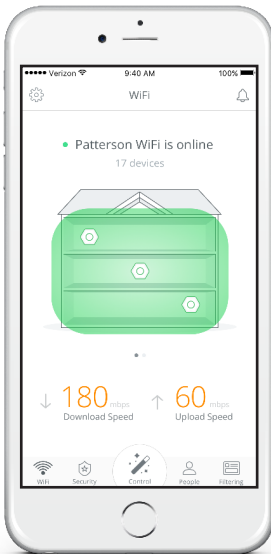 Verizon 9:40 AM 100%
WiFi
Patterson WiFi is online
17 devices
180 mbps 60 mbps
Download Speed Upload Speed
WiFi Security Control People Filtering